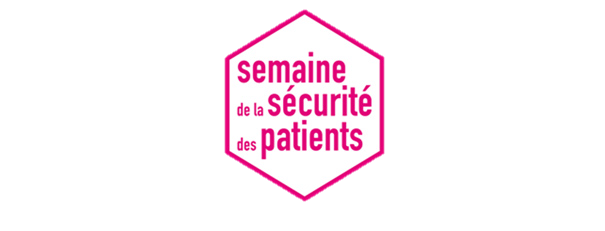 semaine
de la sécurité
des patients